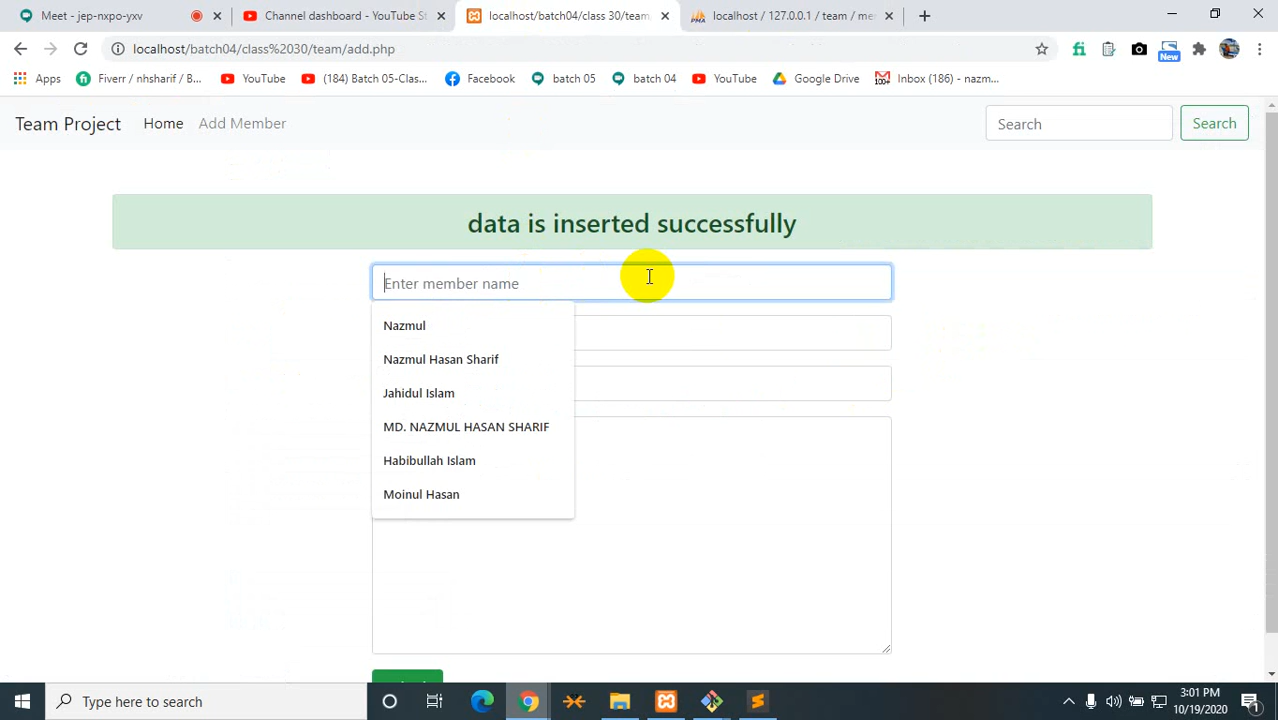 Meet - jep-nxpo-yxv
Channel dashboard - YouTube St
localhost/batch04/class 30/team
localhost / 127.0.0.1 / team / me
localhost/batch04/class%2030/team/add.php
Apps
Fiverr / nhsharif / B...
YouTube
(184) Batch 05-Clas...
Facebook
batch 05
batch 04
YouTube
Google Drive
100+
Inbox (186) - nazm...
New
Team Project
Home
Add Member
Search
Search
data is inserted successfully
Enter member name
Nazmul
Nazmul Hasan Sharif
Jahidul Islam
MD. NAZMUL HASAN SHARIF
Habibullah Islam
Moinul Hasan
Type here to search
3:01 PM
10/19/2020
1